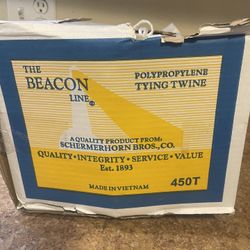 THE
BEACON
LINE
POLYPROPYLENE
TYING TWINE
A QUALITY PRODUCT FROM:
SCHERMERHORN BROS., CO.
QUALITY • INTEGRITY • SERVICE • VALUE
Est. 1893
MADE IN VIETNAM
450T